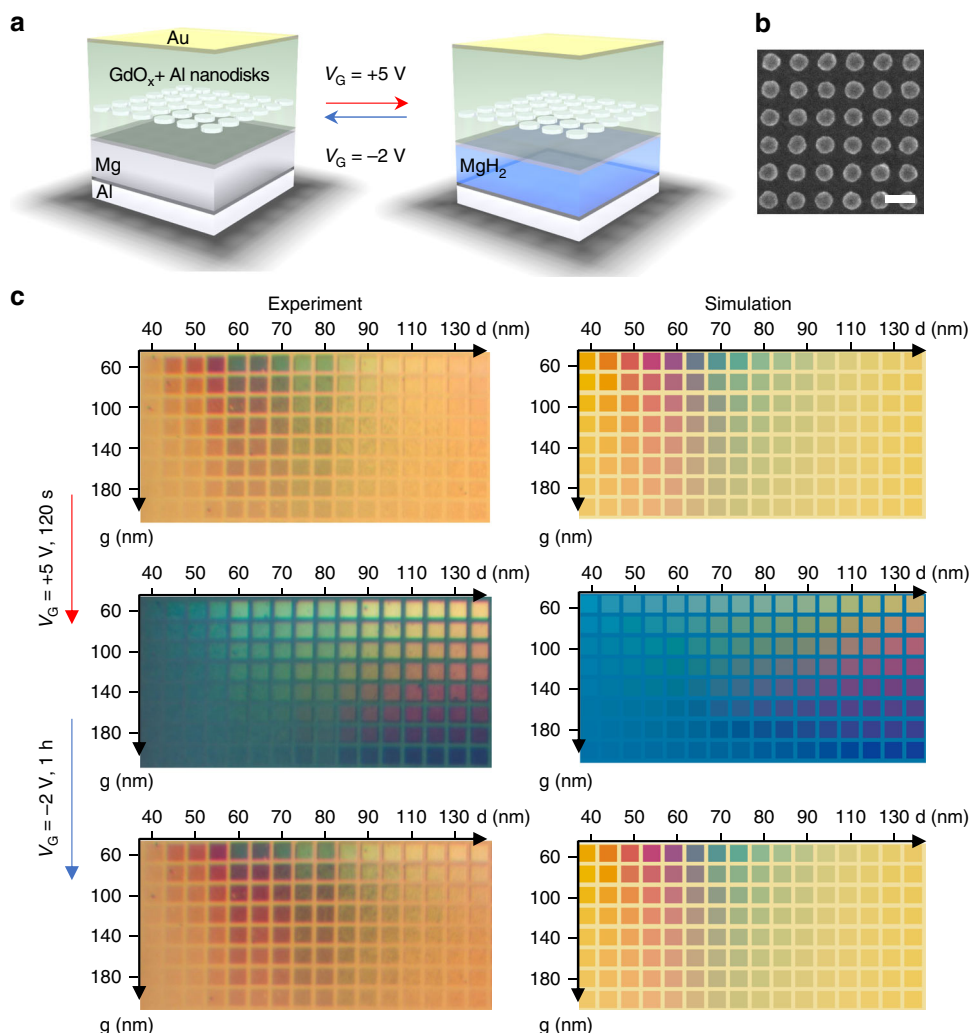 a
b
Au
GdOₓ+ Al nanodisks
V_G = +5 V
V_G = –2 V
Mg
Al
MgH₂
c
Experiment
Simulation
40 50 60 70 80 90 110 130 d (nm)
40 50 60 70 80 90 110 130 d (nm)
60
100
140
180
g (nm)
60
100
140
180
g (nm)
V_G = +5 V, 120 s
40 50 60 70 80 90 110 130 d (nm)
40 50 60 70 80 90 110 130 d (nm)
60
100
140
180
g (nm)
60
100
140
180
g (nm)
V_G = –2 V, 1 h
40 50 60 70 80 90 110 130 d (nm)
40 50 60 70 80 90 110 130 d (nm)
60
100
140
180
g (nm)
60
100
140
180
g (nm)